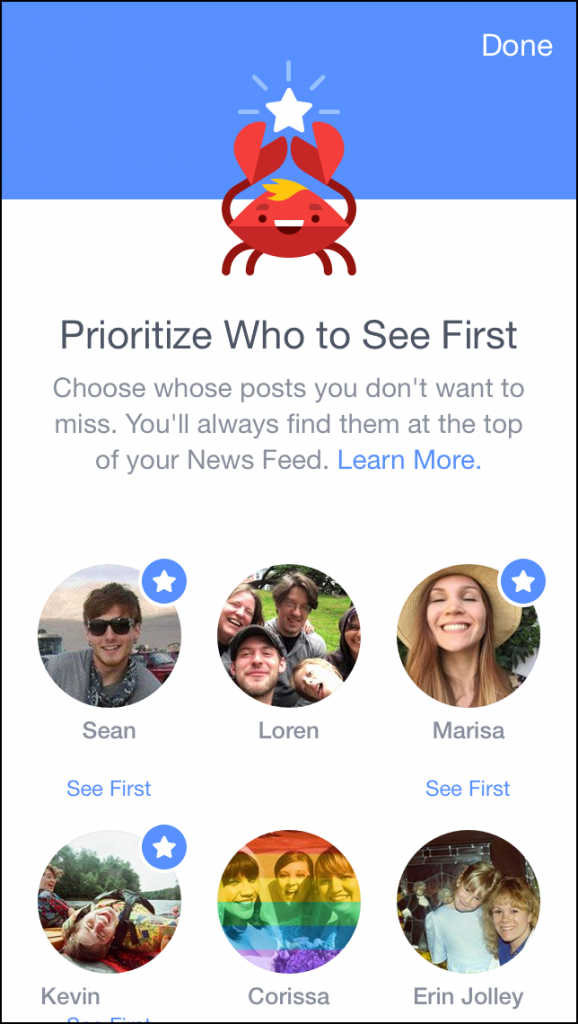 Done
Prioritize Who to See First
Choose whose posts you don't want to
miss. You'll always find them at the top
of your News Feed. Learn More.
Sean
Loren
Marisa
See First
See First
Kevin
Corissa
Erin Jolley
See First